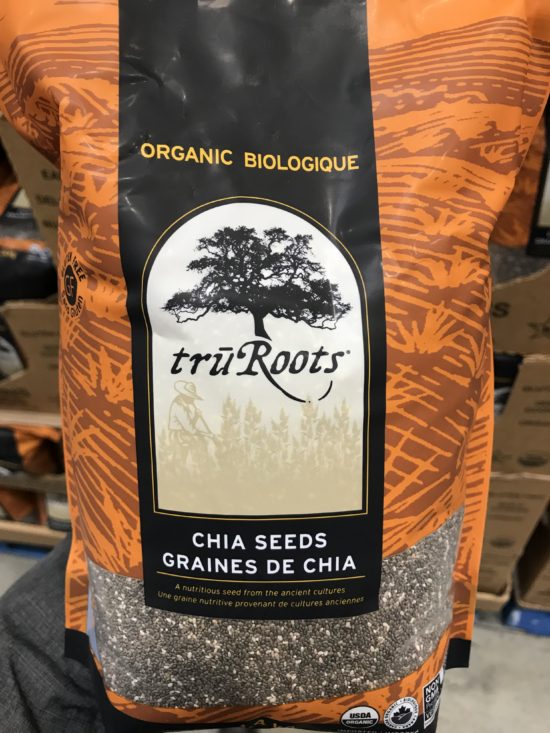 ORGANIC BIOLOGIQUE
trūRoots®
CHIA SEEDS
GRAINES DE CHIA
A nutritious seed from the ancient cultures
Une graine nutritive provenant de cultures anciennes
USDA
ORGANIC
NON